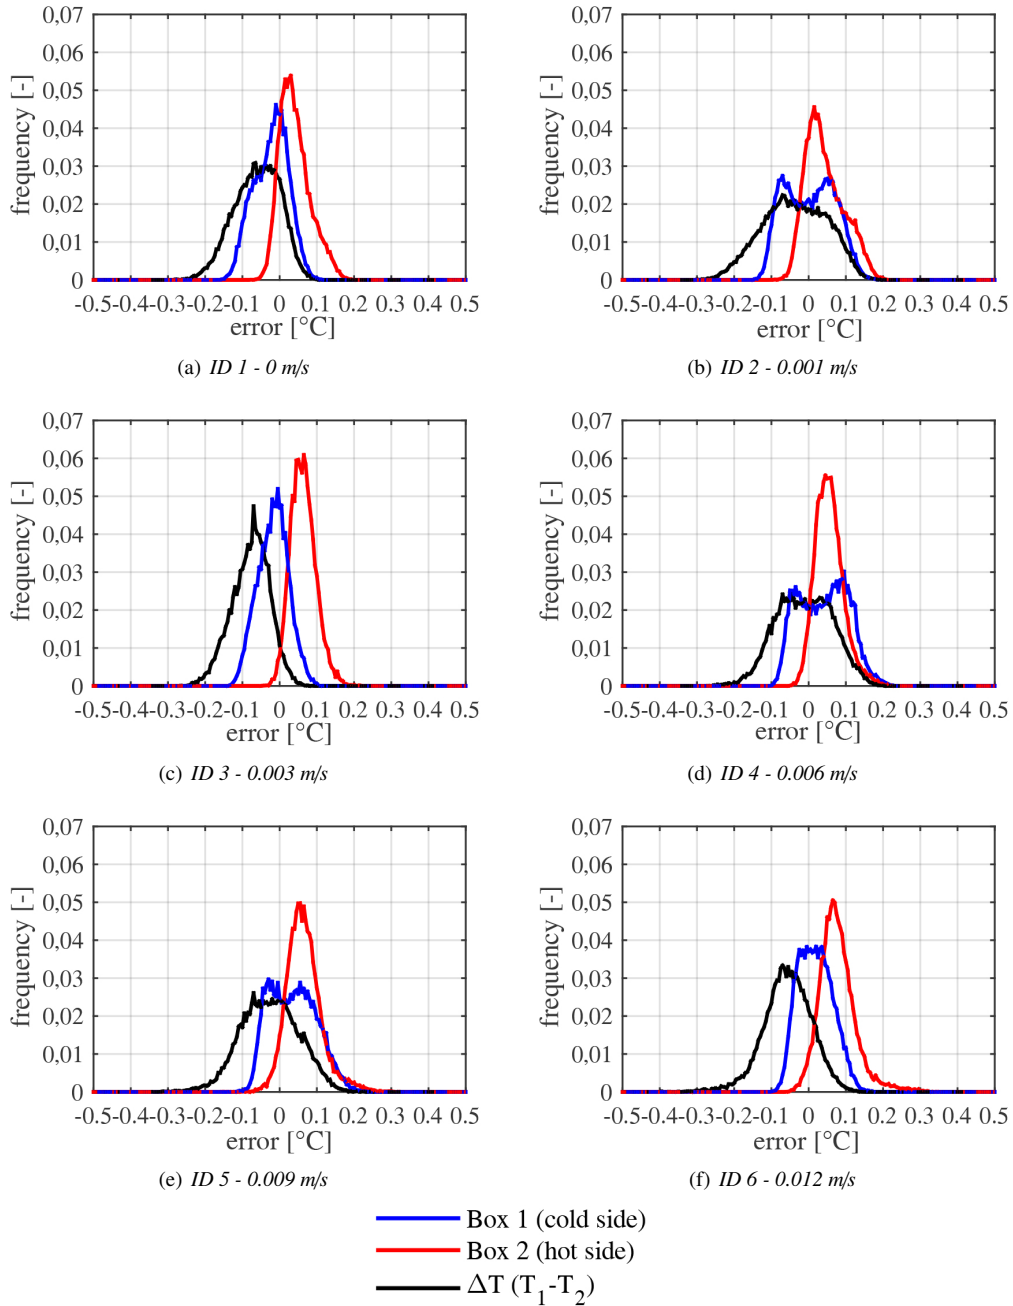 0,07 0,07
0,06 0,06
0,05 0,05
0,04 0,04
0,03 0,03
0,02 0,02
0,01 0,01
0 0
frequency [-] frequency [-]
-0.5-0.4-0.3-0.2-0.1 0 0.1 0.2 0.3 0.4 0.5 -0.5-0.4-0.3-0.2-0.1 0 0.1 0.2 0.3 0.4 0.5
error [°C] error [°C]
(a) ID 1 - 0 m/s (b) ID 2 - 0.001 m/s
0,07 0,07
0,06 0,06
0,05 0,05
0,04 0,04
0,03 0,03
0,02 0,02
0,01 0,01
0 0
frequency [-] frequency [-]
-0.5-0.4-0.3-0.2-0.1 0 0.1 0.2 0.3 0.4 0.5 -0.5-0.4-0.3-0.2-0.1 0 0.1 0.2 0.3 0.4 0.5
error [°C] error [°C]
(c) ID 3 - 0.003 m/s (d) ID 4 - 0.006 m/s
0,07 0,07
0,06 0,06
0,05 0,05
0,04 0,04
0,03 0,03
0,02 0,02
0,01 0,01
0 0
frequency [-] frequency [-]
-0.5-0.4-0.3-0.2-0.1 0 0.1 0.2 0.3 0.4 0.5 -0.5-0.4-0.3-0.2-0.1 0 0.1 0.2 0.3 0.4 0.5
error [°C] error [°C]
(e) ID 5 - 0.009 m/s (f) ID 6 - 0.012 m/s
Box 1 (cold side)
Box 2 (hot side)
ΔT (T₁-T₂)